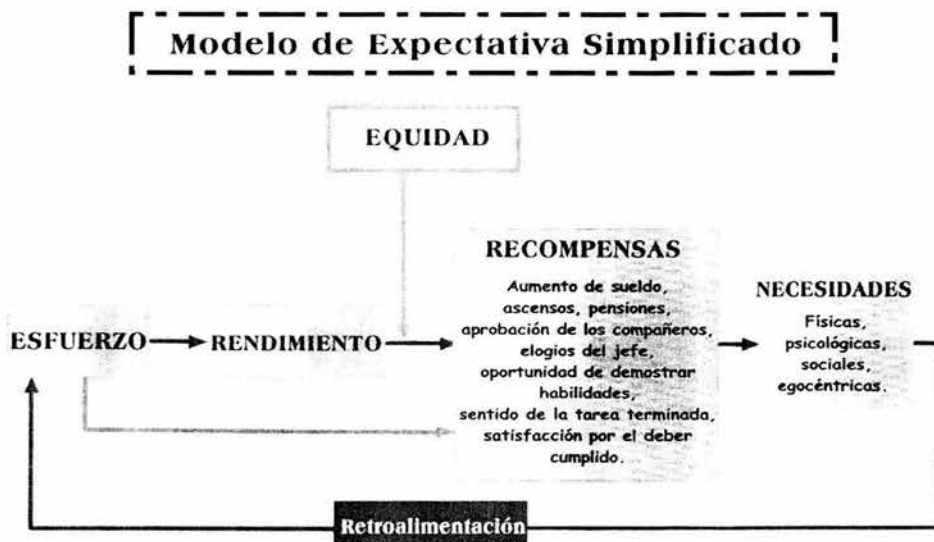 Modelo de Expectativa Simplificado
EQUIDAD
ESFUERZO
RENDIMIENTO
RECOMPENSAS
Aumento de sueldo,
ascensos, pensiones,
aprobación de los compañeros,
elogios del jefe,
oportunidad de demostrar
habilidades,
sentido de la tarea terminada,
satisfacción por el deber
cumplido.
NECESIDADES
Físicas,
psicológicas,
sociales,
egocéntricas.
Retroalimentación